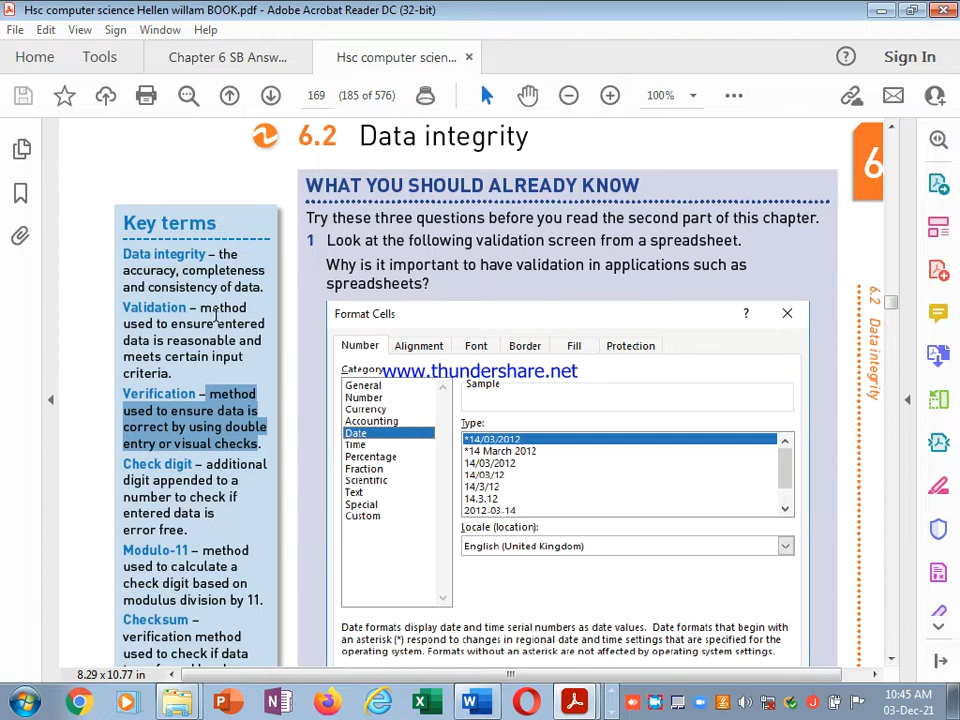 Hsc computer science Hellen willam BOOK.pdf - Adobe Acrobat Reader DC (32-bit)
File Edit View Sign Window Help
Home Tools Chapter 6 SB Answ... Hsc computer scien... × Sign In
169 (185 of 576) 100%
6.2 Data integrity
6
WHAT YOU SHOULD ALREADY KNOW
Try these three questions before you read the second part of this chapter.
1 Look at the following validation screen from a spreadsheet.
Why is it important to have validation in applications such as
spreadsheets?
Key terms
Data integrity – the
accuracy, completeness
and consistency of data.
Validation – method
used to ensure entered
data is reasonable and
meets certain input
criteria.
Verification – method
used to ensure data is
correct by using double
entry or visual checks.
Check digit – additional
digit appended to a
number to check if
entered data is
error free.
Modulo-11 – method
used to calculate a
check digit based on
modulus division by 11.
Checksum –
verification method
used to check if data
Format Cells ? ×
Number Alignment Font Border Fill Protection
Category:
www.thundershare.net
General
Number
Currency
Accounting
Date
Time
Percentage
Fraction
Scientific
Text
Special
Custom
Sample
Type:
*14/03/2012
*14 March 2012
14/03/2012
14/03/12
14/3/12
14.3.12
2012-03-14
Locale (location):
English (United Kingdom)
Date formats display date and time serial numbers as date values. Date formats that begin with
an asterisk (*) respond to changes in regional date and time settings that are specified for the
operating system. Formats without an asterisk are not affected by operating system settings.
6.2 Data integrity
8.29 x 10.77 in
10:45 AM
03-Dec-21